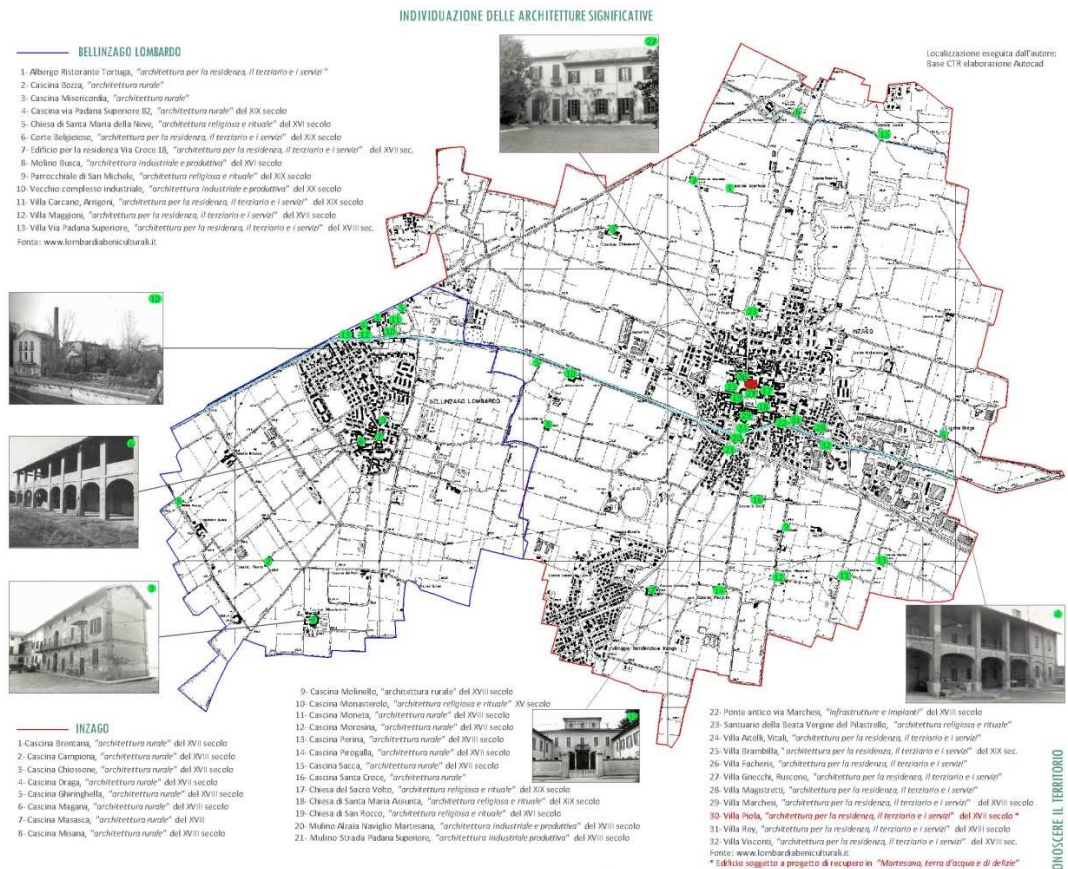 INDIVIDUAZIONE DELLE ARCHITETTURE SIGNIFICATIVE
BELLINZAGO LOMBARDO
1- Albergo Ristorante Tortuga, "architettura per la residenza, il terziario e i servizi"
2- Cascina Bozza, "architettura rurale"
3- Cascina Misericordia, "architettura rurale"
4- Cascina via Padana Superiore 82, "architettura rurale" del XIX secolo
5- Chiesa di Santa Maria della Neve, "architettura religiosa e rituale" del XVI secolo
6- Corte Belgioioso, "architettura per la residenza, il terziario e i servizi" del XIX secolo
7- Edificio per la residenza Via Croce 18, "architettura per la residenza, il terziario e i servizi" del XVII sec.
8- Molino Busca, "architettura industriale e produttiva" del XVI secolo
9- Parrocchiale di San Michele, "architettura religiosa e rituale" del XIX secolo
10- Vecchio complesso industriale, "architettura industriale e produttiva" del XX secolo
11- Villa Carcano, Arrigoni, "architettura per la residenza, il terziario e i servizi" del XIX secolo
12- Villa Maggioni, "architettura per la residenza, il terziario e i servizi" del XVII secolo
13- Villa Via Padana Superiore, "architettura per la residenza, il terziario e i servizi" del XVIII sec.
Fonte: www.lombardiabeniculturali.it
Localizzazione eseguita dall'autore:
Base CTR elaborazione Autocad
27
10
3
BELLINZAGO LOMBARDO
INZAGO
INZAGO
1-Cascina Brentana, "architettura rurale" del XVII secolo
2- Cascina Campiona, "architettura rurale" del XVIII secolo
3- Cascina Chiossone, "architettura rurale" del XVII secolo
4- Cascina Draga, "architettura rurale" del XVII secolo
5- Cascina Ghiringhella, "architettura rurale" del XVII secolo
6- Cascina Magana, "architettura rurale" del XVIII secolo
7- Cascina Masasca, "architettura rurale" del XVIII
8- Cascina Misana, "architettura rurale" del XVIII secolo
9- Cascina Molinello, "architettura rurale" del XVIII secolo
10- Cascina Monasterolo, "architettura religiosa e rituale" XV secolo
11- Cascina Moneta, "architettura rurale" del XVIII secolo
12- Cascina Morosina, "architettura rurale" del XVIII secolo
13- Cascina Perina, "architettura rurale" del XVIII secolo
14- Cascina Pirogalla, "architettura rurale" del XVII secolo
15- Cascina Sacca, "architettura rurale" del XVII secolo
16- Cascina Santa Croce, "architettura rurale"
17- Chiesa del Sacro Volto, "architettura religiosa e rituale" del XIX secolo
18- Chiesa di Santa Maria Assunta, "architettura religiosa e rituale" del XIX secolo
19- Chiesa di San Rocco, "architettura religiosa e rituale" del XVI secolo
20- Mulino Alzaia Naviglio Martesana, "architettura industriale e produttiva" del XVIII secolo
21- Mulino Strada Padana Superiore, "architettura industriale produttiva" del XVIII secolo
22- Ponte antico via Marchesi, "infrastrutture e impianti" del XVIII secolo
23- Santuario della Beata Vergine del Pilastrello, "architettura religiosa e rituale"
24- Villa Aitelli, Vitali, "architettura per la residenza, il terziario e i servizi"
25- Villa Brambilla, "architettura per la residenza, il terziario e i servizi" del XIX sec.
26- Villa Facheris, "architettura per la residenza, il terziario e i servizi"
27- Villa Gnecchi, Ruscone, "architettura per la residenza, il terziario e i servizi"
28- Villa Magistretti, "architettura per la residenza, il terziario e i servizi"
29- Villa Marchesi, "architettura per la residenza, il terziario e i servizi" del XVIII secolo
30-Villa Piola, "architettura per la residenza, il terziario e i servizi" del XVII secolo *
31- Villa Rey, "architettura per la residenza, il terziario e i servizi" del XVIII secolo
32- Villa Visconti, "architettura per la residenza, il terziario e i servizi" del XVIII sec.
Fonte: www.lombardiabeniculturali.it
* Edificio soggetto a progetto di recupero in "Martesana, terra d'acqua e di delizie"
ONOSCERE IL TERRITORIO